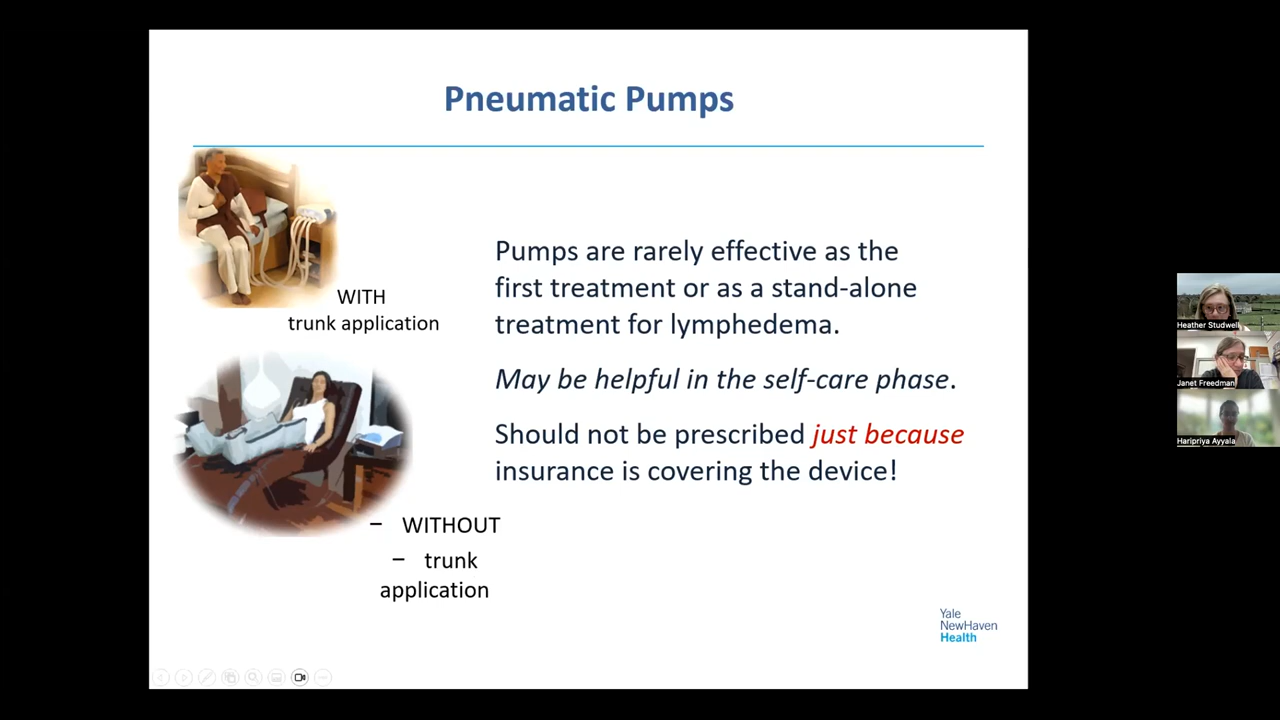 Pneumatic Pumps
WITH
trunk application
Pumps are rarely effective as the
first treatment or as a stand-alone
treatment for lymphedema.
May be helpful in the self-care phase.
Should not be prescribed just because
insurance is covering the device!
– WITHOUT
– trunk
application
Yale
NewHaven
Health
Heather Studwell
Janet Freedman
Haripriya Ayyala